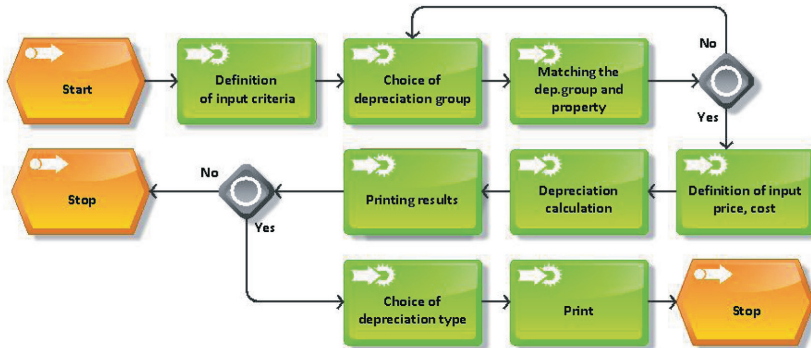 Start
Definition
of input criteria
Choice of
depreciation group
Matching the
dep.group and
property
No
Yes
Stop
No
Yes
Printing results
Depreciation
calculation
Definition of input
price, cost
Choice of
depreciation type
Print
Stop